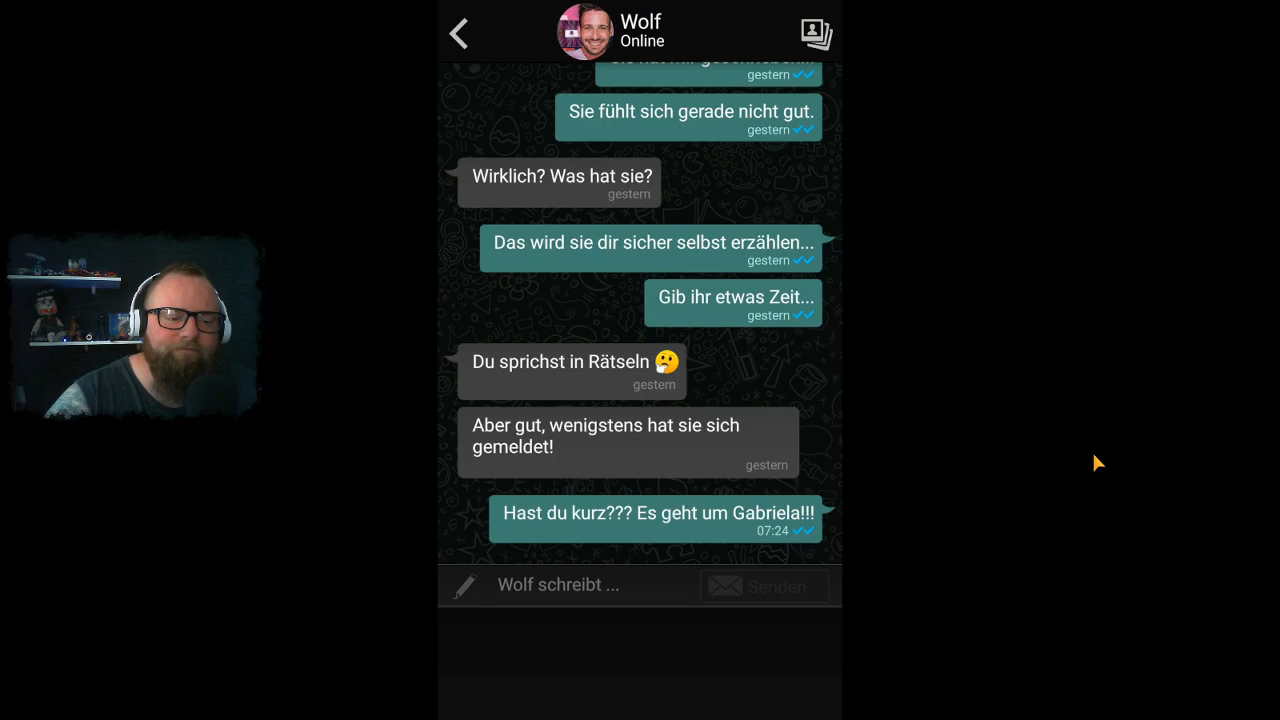 Wolf
Online
gestern
Sie fühlt sich gerade nicht gut.
gestern
Wirklich? Was hat sie?
gestern
Das wird sie dir sicher selbst erzählen...
gestern
Gib ihr etwas Zeit...
gestern
Du sprichst in Rätseln 🤔
gestern
Aber gut, wenigstens hat sie sich
gemeldet!
gestern
Hast du kurz??? Es geht um Gabriela!!!
07:24
Wolf schreibt ...
Senden